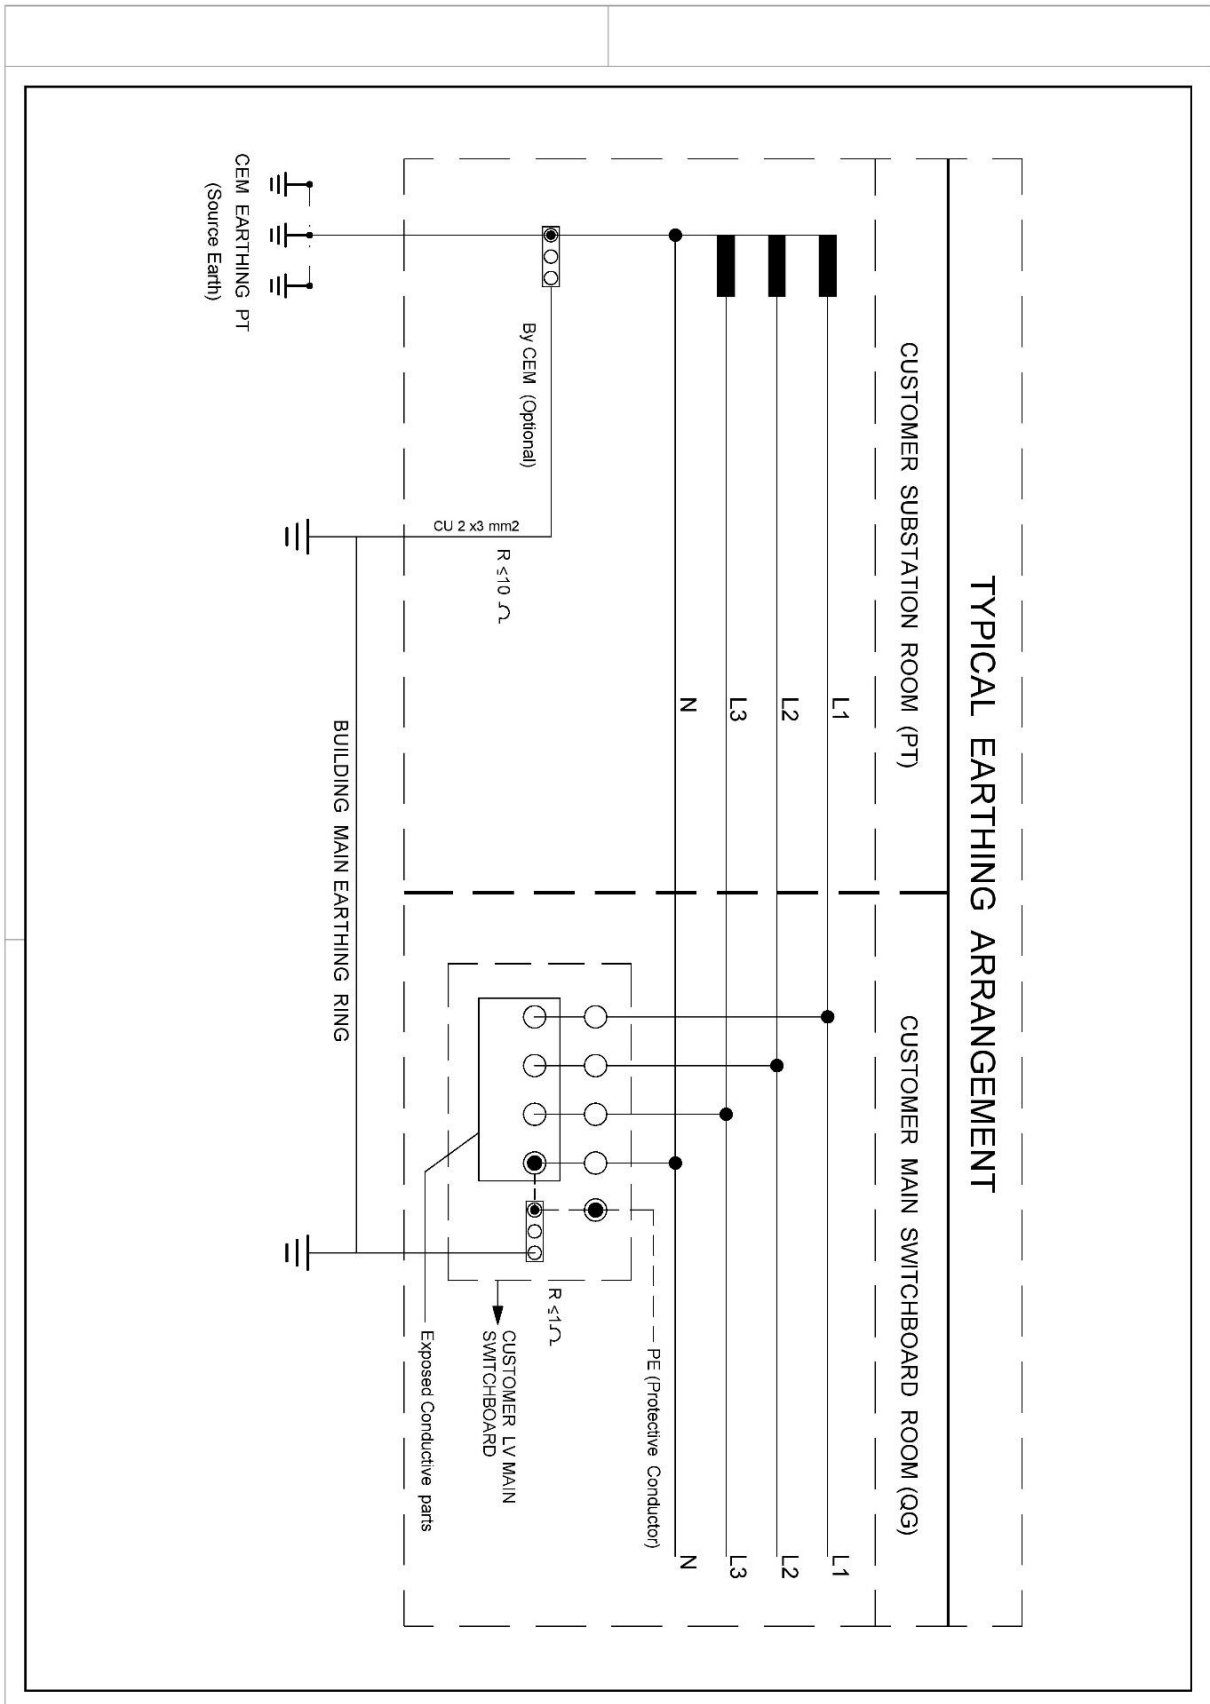 TYPICAL EARTHING ARRANGEMENT
CUSTOMER SUBSTATION ROOM (PT)
CUSTOMER MAIN SWITCHBOARD ROOM (QG)
L1
L1
L2
L2
L3
L3
N
N
PE (Protective Conductor)
R ≤1Ω
By CEM (Optional)
R ≤10 Ω
CU 2 x3 mm2
CUSTOMER LV MAIN
SWITCHBOARD
Exposed Conductive parts
BUILDING MAIN EARTHING RING
CEM EARTHING PT
(Source Earth)